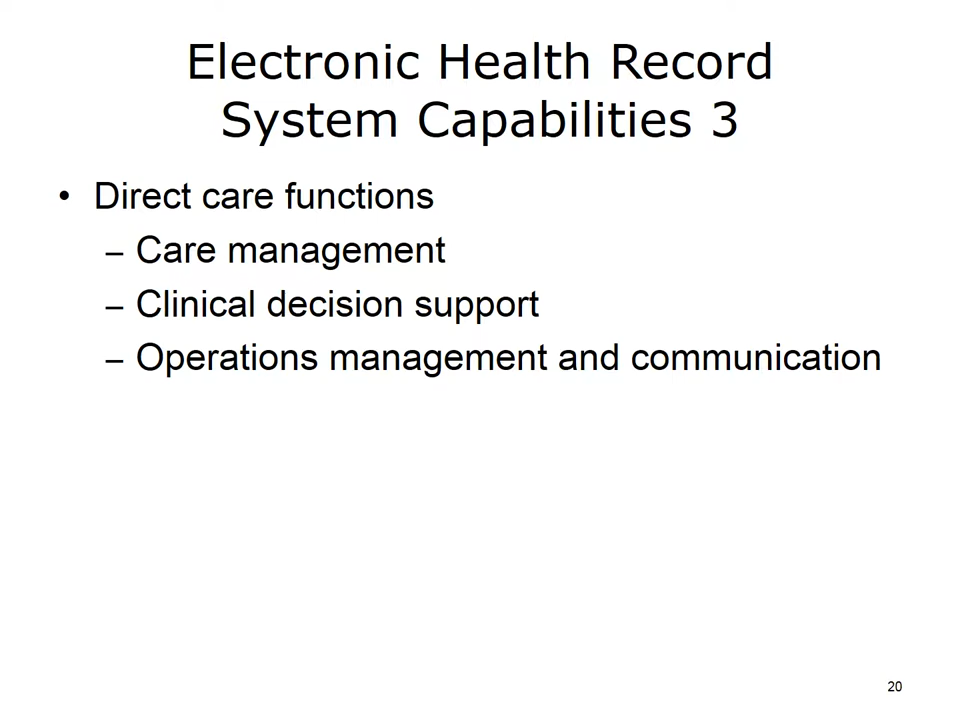 Electronic Health Record
System Capabilities 3
• Direct care functions
– Care management
– Clinical decision support
– Operations management and communication
20